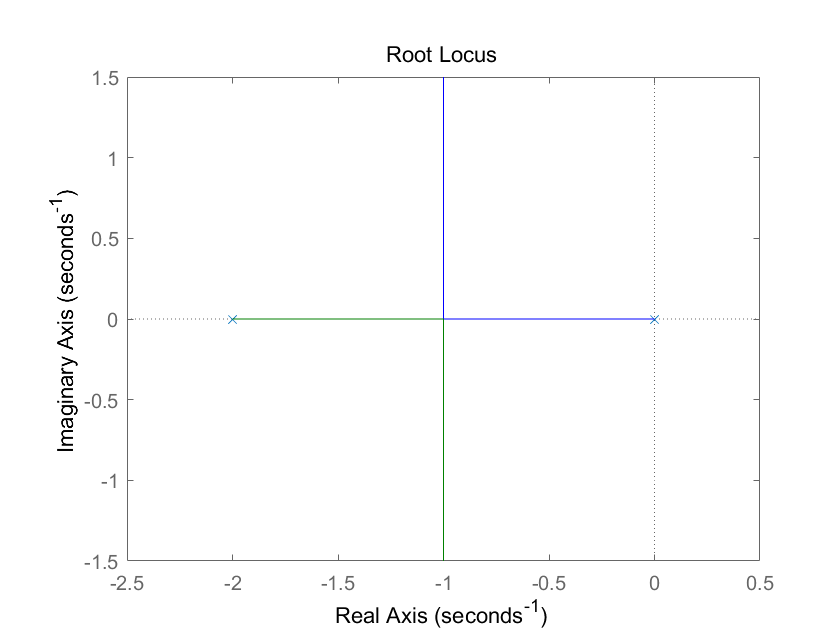 Root Locus
1.5
1
0.5
0
-0.5
-1
-1.5
Imaginary Axis (seconds-1)
-2.5 -2 -1.5 -1 -0.5 0 0.5
Real Axis (seconds-1)